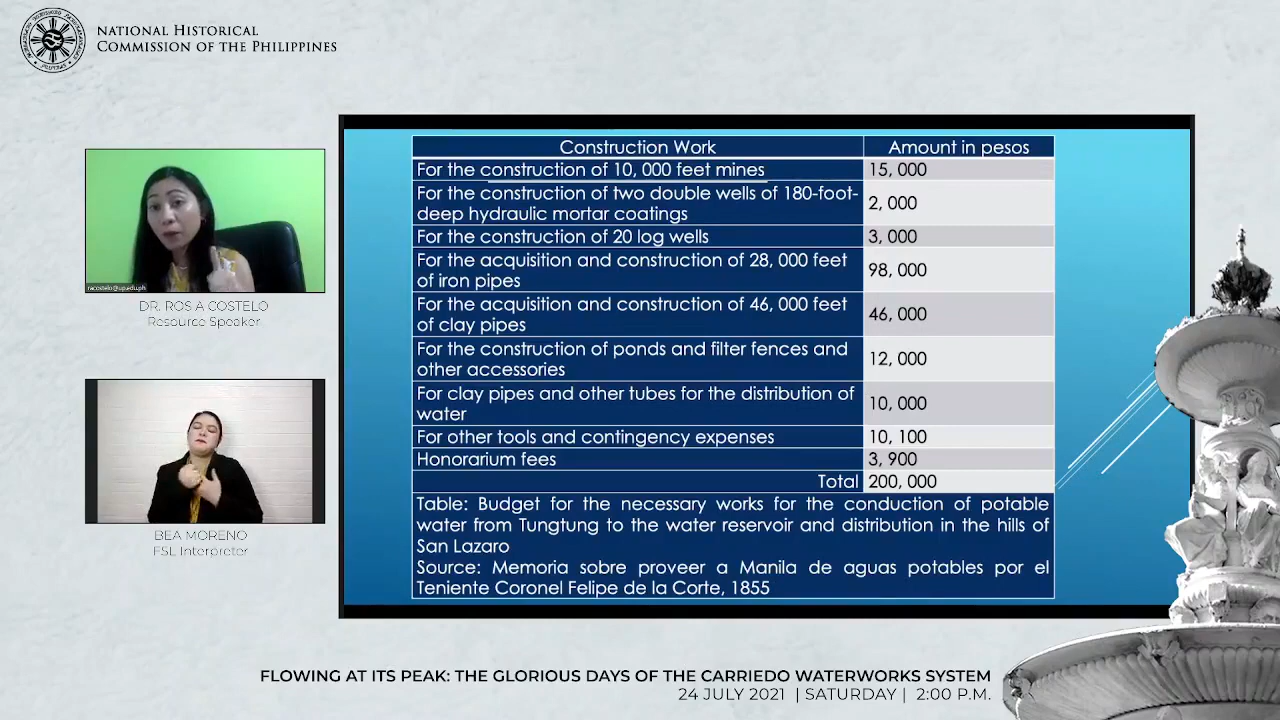 NATIONAL HISTORICAL
COMMISSION OF THE PHILIPPINES
racostelo@up.edu.ph
DR. ROS A COSTELO
Resource Speaker
BEA MORENO
FSL Interpreter
Construction Work Amount in pesos
For the construction of 10, 000 feet mines 15, 000
For the construction of two double wells of 180-foot-
deep hydraulic mortar coatings 2, 000
For the construction of 20 log wells 3, 000
For the acquisition and construction of 28, 000 feet
of iron pipes 98, 000
For the acquisition and construction of 46, 000 feet
of clay pipes 46, 000
For the construction of ponds and filter fences and
other accessories 12, 000
For clay pipes and other tubes for the distribution of
water 10, 000
For other tools and contingency expenses 10, 100
Honorarium fees 3, 900
Total 200, 000
Table: Budget for the necessary works for the conduction of potable
water from Tungtung to the water reservoir and distribution in the hills of
San Lazaro
Source: Memoria sobre proveer a Manila de aguas potables por el
Teniente Coronel Felipe de la Corte, 1855
FLOWING AT ITS PEAK: THE GLORIOUS DAYS OF THE CARRIEDO WATERWORKS SYSTEM
24 JULY 2021 | SATURDAY | 2:00 P.M.